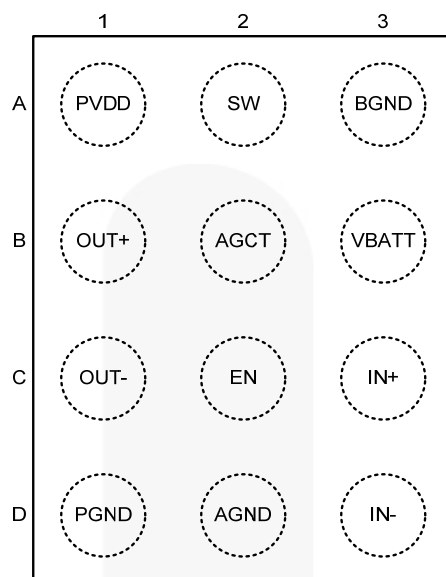 1 2 3
A PVDD SW BGND
B OUT+ AGCT VBATT
C OUT- EN IN+
D PGND AGND IN-